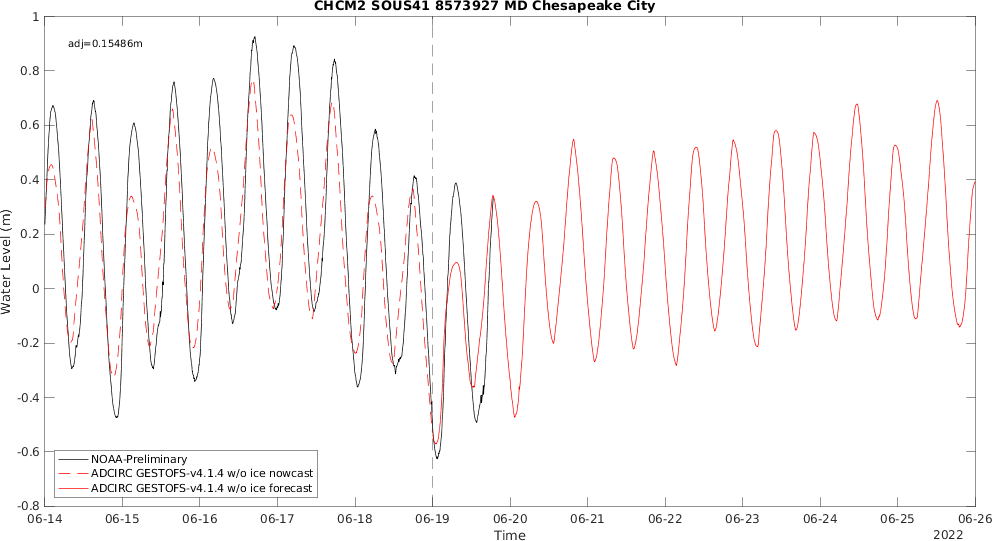 CHCM2 SOUS41 8573927 MD Chesapeake City
adj=0.15486m
1
0.8
0.6
0.4
0.2
0
-0.2
-0.4
-0.6
-0.8
Water Level (m)
NOAA-Preliminary
ADCIRC GESTOFS-v4.1.4 w/o ice nowcast
ADCIRC GESTOFS-v4.1.4 w/o ice forecast
06-14 06-15 06-16 06-17 06-18 06-19 06-20 06-21 06-22 06-23 06-24 06-25 06-26
Time
2022